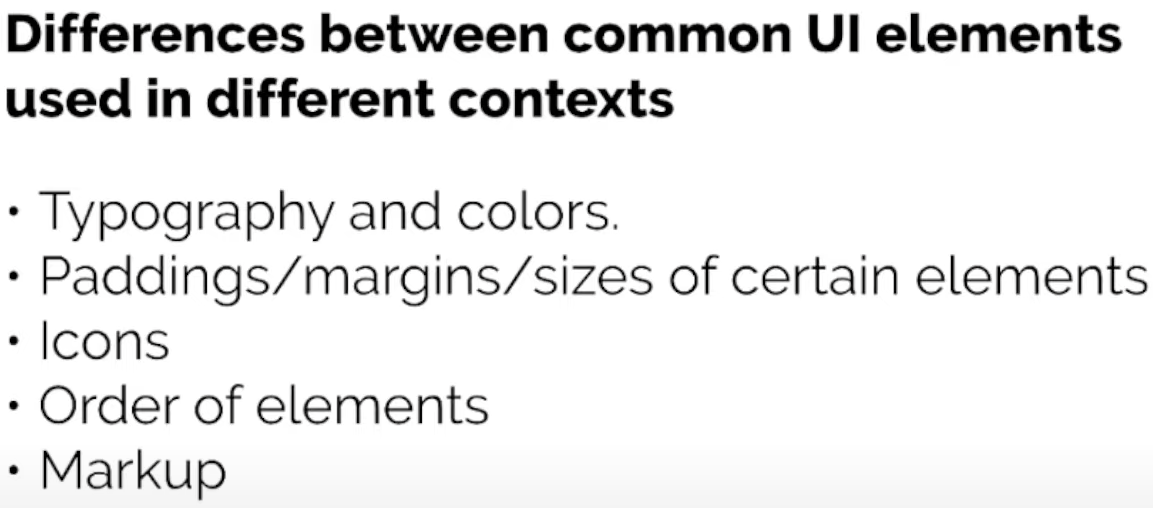 Differences between common UI elements
used in different contexts
• Typography and colors.
• Paddings/margins/sizes of certain elements
• Icons
• Order of elements
• Markup